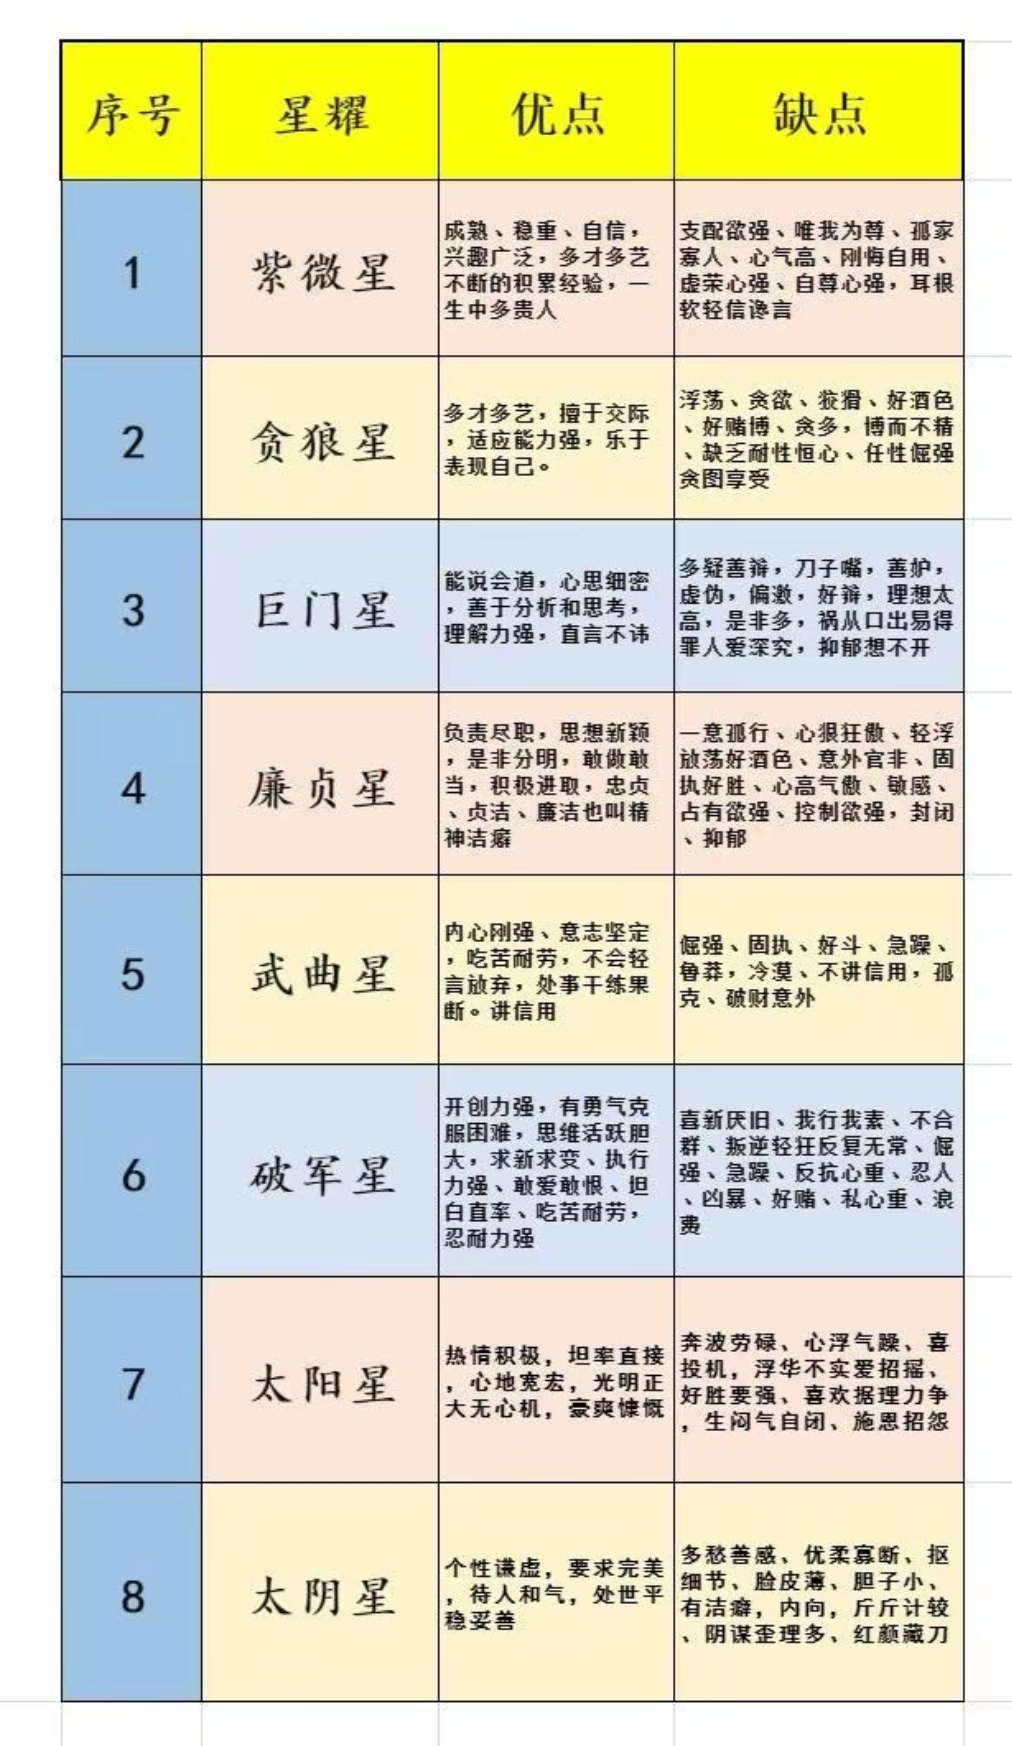 序号 星耀 优点 缺点
1
紫微星
成熟、稳重、自信，
兴趣广泛，多才多艺
不断的积累经验，一
生中多贵人
支配欲强、唯我为尊、孤家
寡人、心气高、刚悔自用、
虚荣心强、自尊心强，耳根
软轻信谗言
2
贪狼星
多才多艺，擅于交际
，适应能力强，乐于
表现自己。
浮荡、贪欲、狡猾、好酒色
、好赌博、贪多，博而不精
、缺乏耐性恒心、任性倔强
贪图享受
3
巨门星
能说会道，心思细密
，善于分析和思考，
理解力强，直言不讳
多疑善辩，刀子嘴，善妒，
虚伪，偏激，好辩，理想太
高，是非多，祸从口出易得
罪人爱深究，抑郁想不开
4
廉贞星
负责尽职，思想新颖
，是非分明，敢做敢
当，积极进取，忠贞
、贞洁、廉洁也叫精
神洁癖
一意孤行、心狠狂傲、轻浮
放荡好酒色、意外官非、固
执好胜、心高气傲、敏感、
占有欲强、控制欲强，封闭
、抑郁
5
武曲星
内心刚强、意志坚定
，吃苦耐劳，不会轻
言放弃，处事干练果
断。讲信用
倔强、固执、好斗、急躁、
鲁莽，冷漠、不讲信用，孤
克、破财意外
6
破军星
开创力强，有勇气克
服困难，思维活跃胆
大，求新求变、执行
力强、敢爱敢恨、坦
白直率、吃苦耐劳，
忍耐力强
喜新厌旧、我行我素、不合
群、叛逆轻狂反复无常、倔
强、急躁、反抗心重、忍人
、凶暴、好赌、私心重、浪
费
7
太阳星
热情积极，坦率直接
，心地宽宏，光明正
大无心机，豪爽慷慨
奔波劳碌、心浮气躁、喜
投机，浮华不实爱招摇、
好胜要强、喜欢据理力争
，生闷气自闭、施恩招怨
8
太阴星
个性谦虚，要求完美
，待人和气，处世平
稳妥善
多愁善感、优柔寡断、抠
细节、脸皮薄、胆子小、
有洁癖，内向，斤斤计较
、阴谋歪理多、红颜藏刀